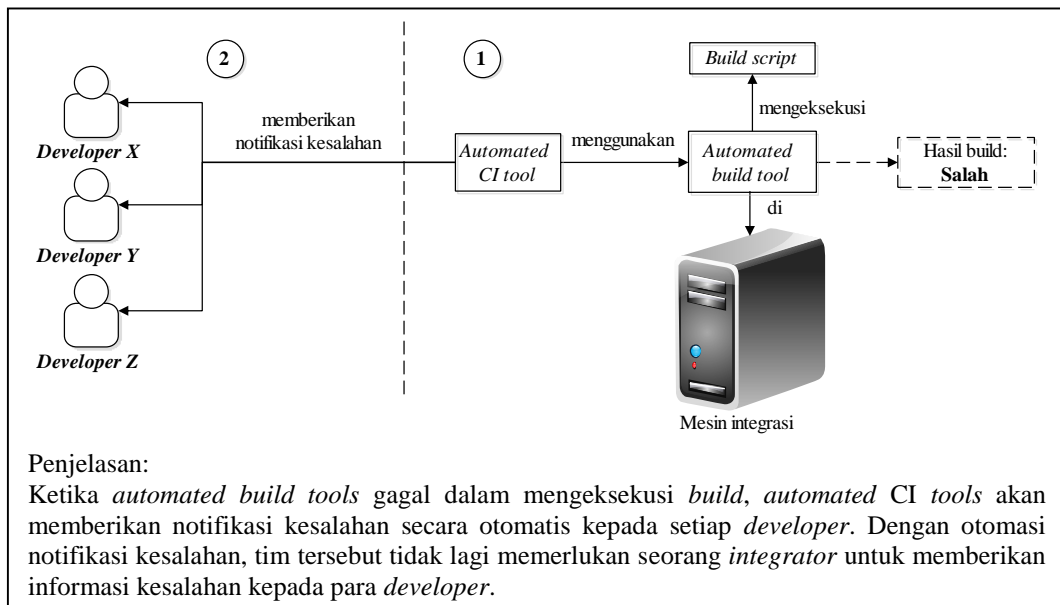 2
1
Build script
mengeksekusi
memberikan
notifikasi kesalahan
Developer X
Automated
CI tool
menggunakan
Automated
build tool
Hasil build:
Salah
di
Developer Y
Developer Z
Mesin integrasi
Penjelasan:
Ketika automated build tools gagal dalam mengeksekusi build, automated CI tools akan
memberikan notifikasi kesalahan secara otomatis kepada setiap developer. Dengan otomasi
notifikasi kesalahan, tim tersebut tidak lagi memerlukan seorang integrator untuk memberikan
informasi kesalahan kepada para developer.